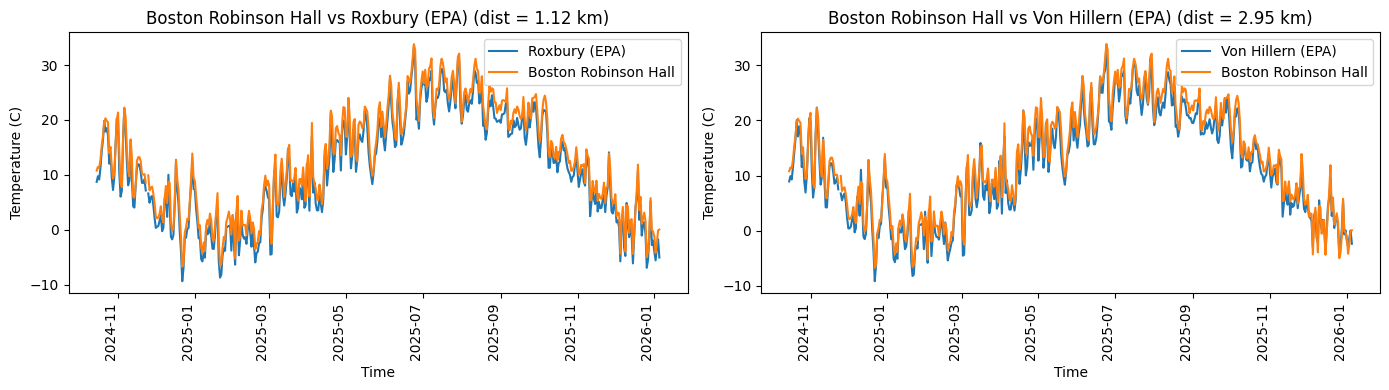 Boston Robinson Hall vs Roxbury (EPA) (dist = 1.12 km)
Temperature (C)
30
20
10
0
−10
Roxbury (EPA)
Boston Robinson Hall
2024-11
2025-01
2025-03
2025-05
2025-07
2025-09
2025-11
2026-01
Time
Boston Robinson Hall vs Von Hillern (EPA) (dist = 2.95 km)
Temperature (C)
30
20
10
0
−10
Von Hillern (EPA)
Boston Robinson Hall
2024-11
2025-01
2025-03
2025-05
2025-07
2025-09
2025-11
2026-01
Time